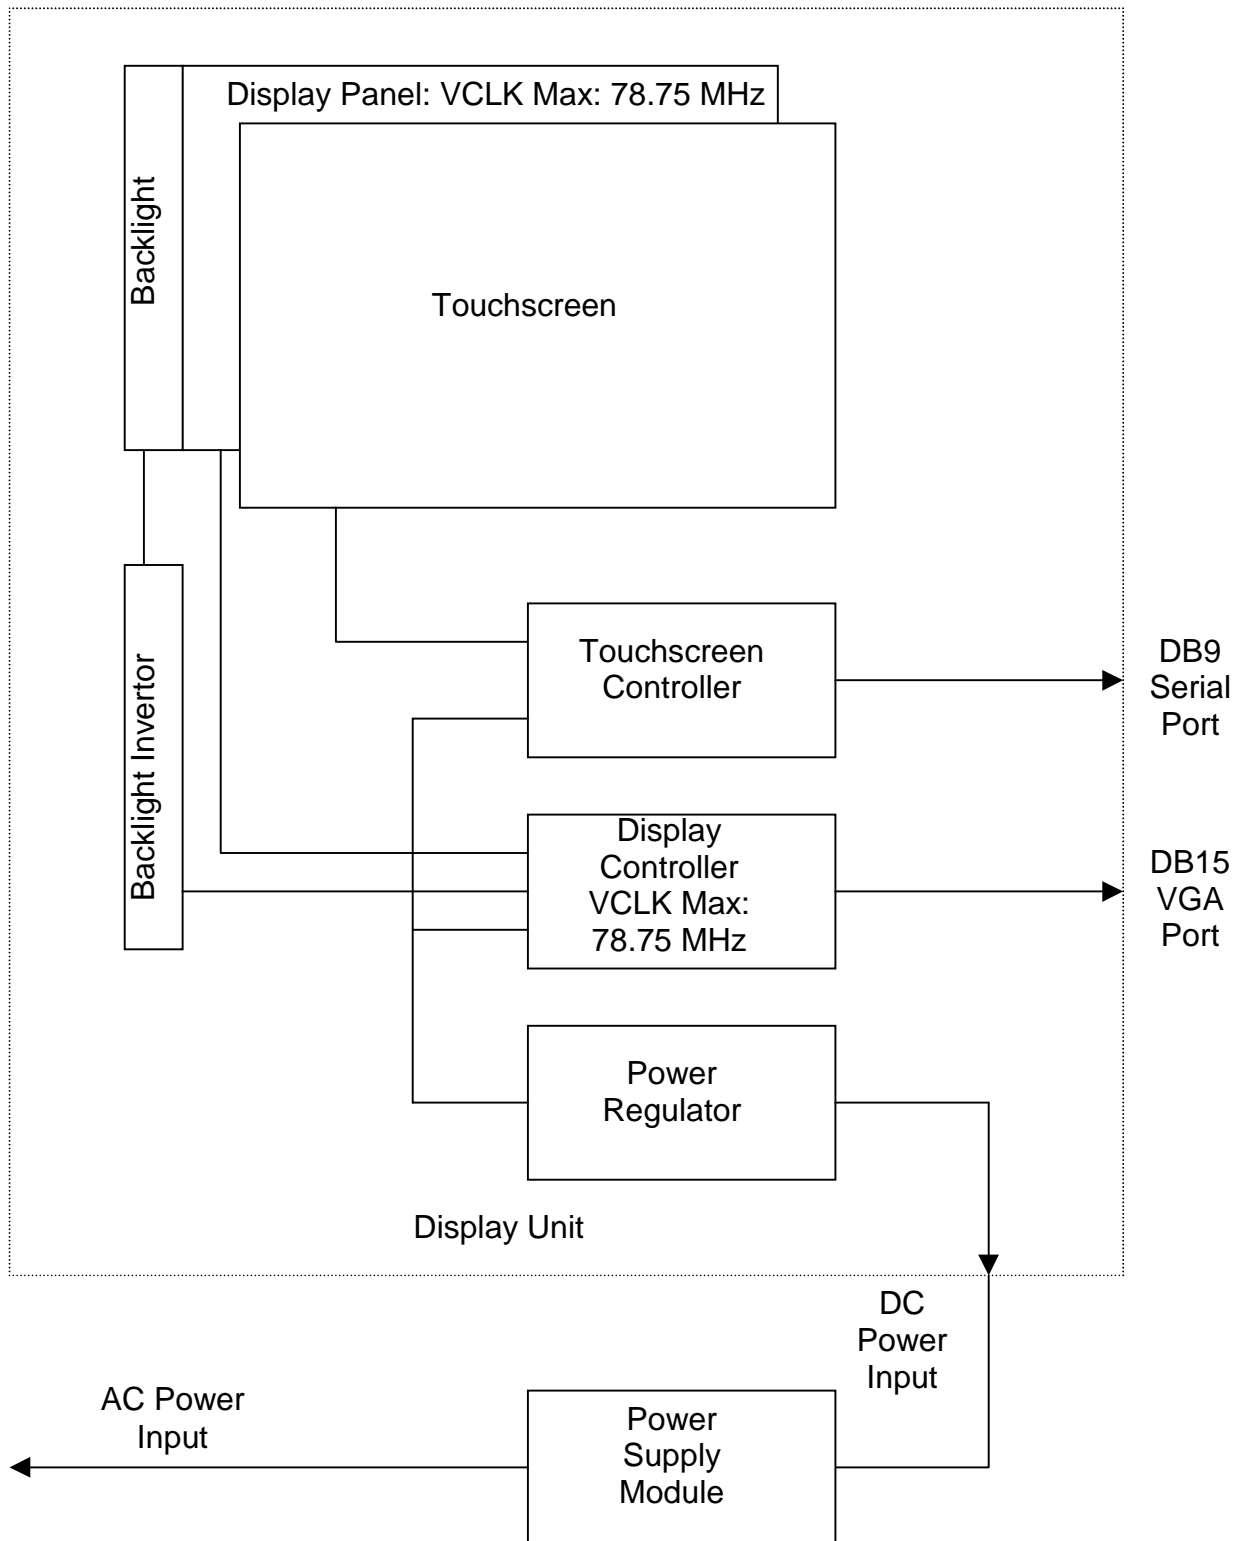 Display Panel: VCLK Max: 78.75 MHz
Backlight
Touchscreen
Backlight Invertor
Touchscreen
Controller
DB9
Serial
Port
Display
Controller
VCLK Max:
78.75 MHz
DB15
VGA
Port
Power
Regulator
Display Unit
DC
Power
Input
AC Power
Input
Power
Supply
Module